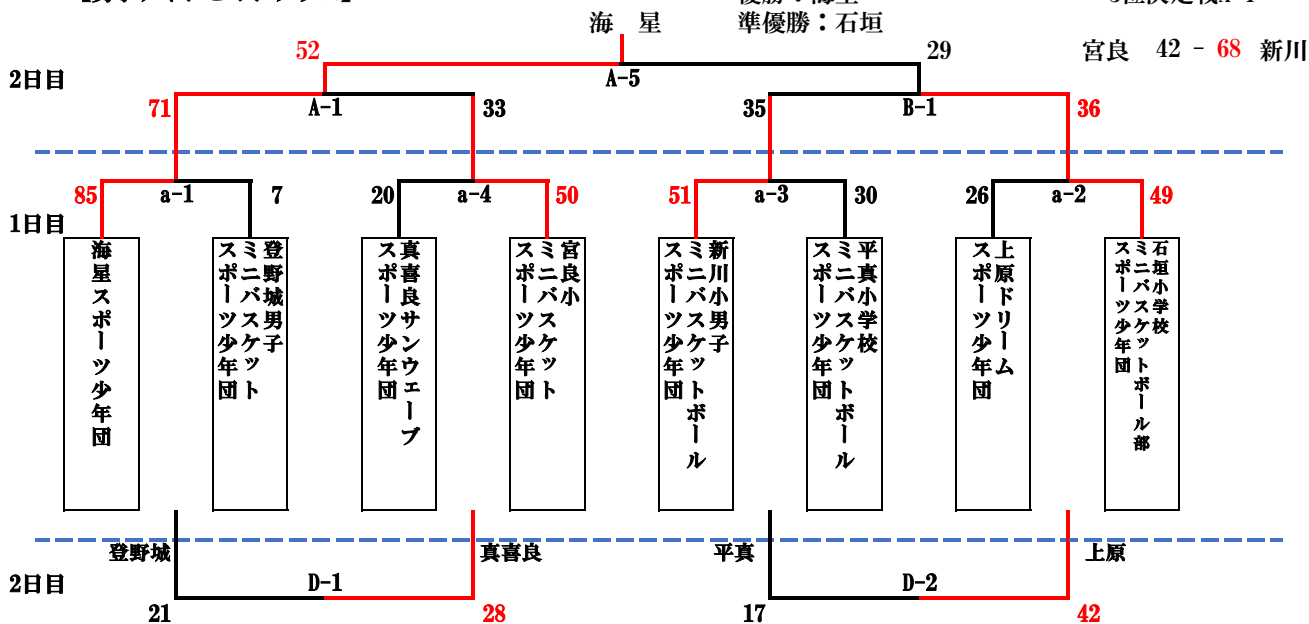 海 星
準優勝：石垣
宮良 42 - 68 新川
52
29
2日目
A-5
71
A-1
33
35
B-1
36
85
a-1
7
20
a-4
50
51
a-3
30
26
a-2
49
1日目
海星スポーツ少年団
登野城男子
ミニバスケット
スポーツ少年団
真喜良サンウェーブ
スポーツ少年団
宮良小
ミニバスケット
スポーツ少年団
新川小男子
ミニバスケットボール
スポーツ少年団
平真小学校
ミニバスケットボール
スポーツ少年団
上原ドリーム
スポーツ少年団
石垣小学校
ミニバスケットボール部
スポーツ少年団
登野城
真喜良
平真
上原
2日目
D-1
D-2
21
28
17
42